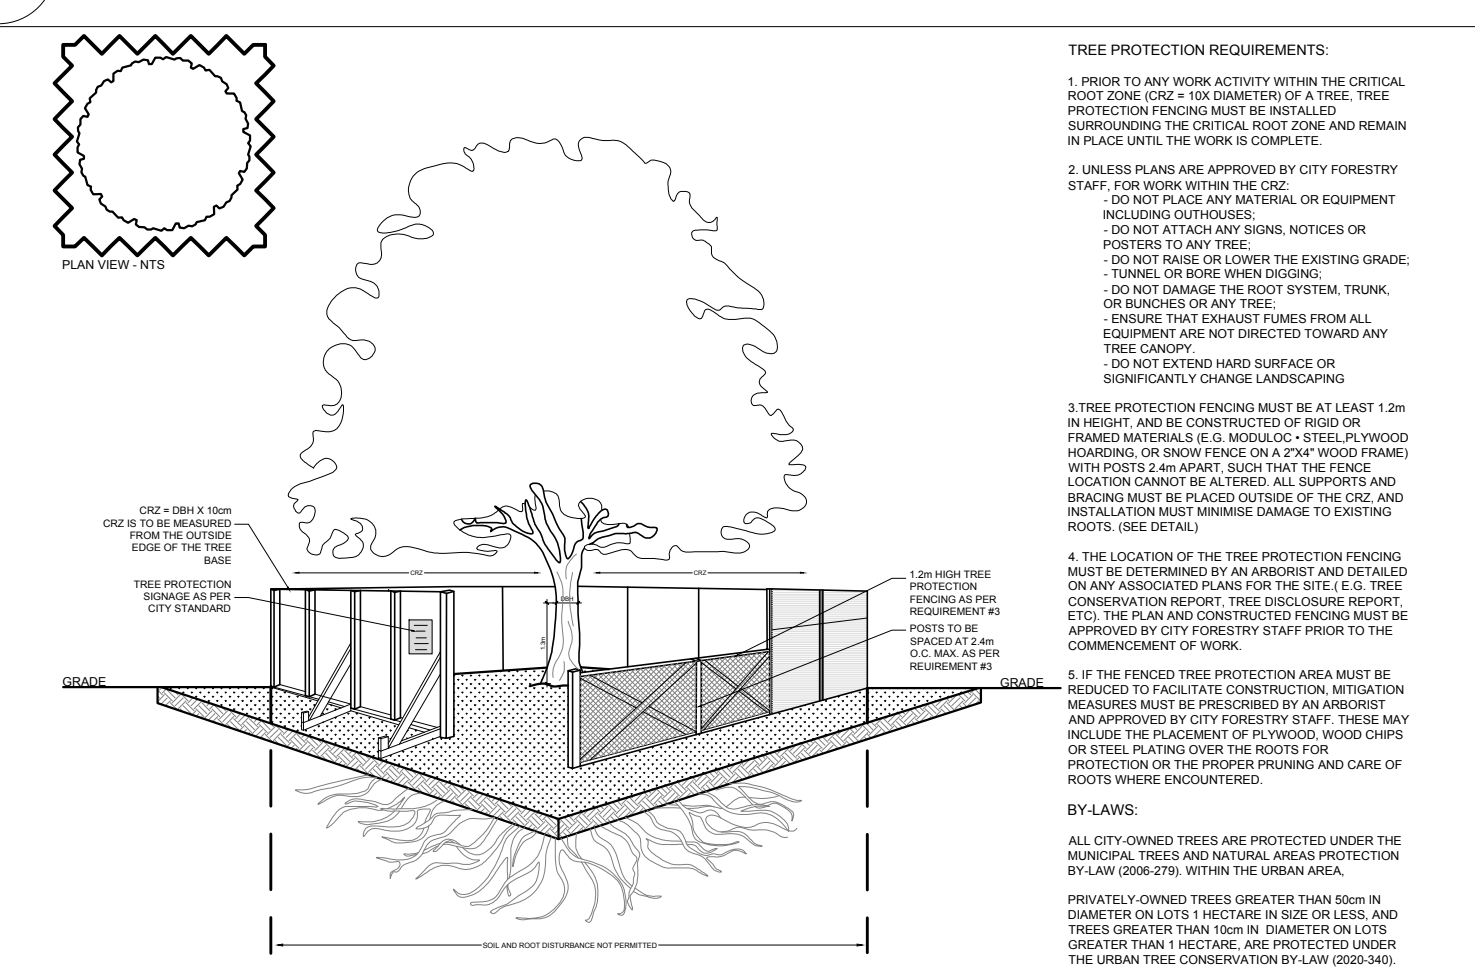 PLAN VIEW - NTS
CRZ = DBH X 10cm
CRZ IS TO BE MEASURED
FROM THE OUTSIDE
EDGE OF THE TREE
BASE
TREE PROTECTION
SIGNAGE AS PER
CITY STANDARD
CRZ
CRZ
DBH
1.3m
1.2m HIGH TREE
PROTECTION
FENCING AS PER
REQUIREMENT #3
POSTS TO BE
SPACED AT 2.4m
O.C. MAX. AS PER
REUIREMENT #3
GRADE
GRADE
SOIL AND ROOT DISTURBANCE NOT PERMITTED
TREE PROTECTION REQUIREMENTS:
1. PRIOR TO ANY WORK ACTIVITY WITHIN THE CRITICAL
ROOT ZONE (CRZ = 10X DIAMETER) OF A TREE, TREE
PROTECTION FENCING MUST BE INSTALLED
SURROUNDING THE CRITICAL ROOT ZONE AND REMAIN
IN PLACE UNTIL THE WORK IS COMPLETE.
2. UNLESS PLANS ARE APPROVED BY CITY FORESTRY
STAFF, FOR WORK WITHIN THE CRZ:
- DO NOT PLACE ANY MATERIAL OR EQUIPMENT
INCLUDING OUTHOUSES;
- DO NOT ATTACH ANY SIGNS, NOTICES OR
POSTERS TO ANY TREE;
- DO NOT RAISE OR LOWER THE EXISTING GRADE;
- TUNNEL OR BORE WHEN DIGGING;
- DO NOT DAMAGE THE ROOT SYSTEM, TRUNK,
OR BUNCHES OR ANY TREE;
- ENSURE THAT EXHAUST FUMES FROM ALL
EQUIPMENT ARE NOT DIRECTED TOWARD ANY
TREE CANOPY.
- DO NOT EXTEND HARD SURFACE OR
SIGNIFICANTLY CHANGE LANDSCAPING
3.TREE PROTECTION FENCING MUST BE AT LEAST 1.2m
IN HEIGHT, AND BE CONSTRUCTED OF RIGID OR
FRAMED MATERIALS (E.G. MODULOC • STEEL,PLYWOOD
HOARDING, OR SNOW FENCE ON A 2"X4" WOOD FRAME)
WITH POSTS 2.4m APART, SUCH THAT THE FENCE
LOCATION CANNOT BE ALTERED. ALL SUPPORTS AND
BRACING MUST BE PLACED OUTSIDE OF THE CRZ, AND
INSTALLATION MUST MINIMISE DAMAGE TO EXISTING
ROOTS. (SEE DETAIL)
4. THE LOCATION OF THE TREE PROTECTION FENCING
MUST BE DETERMINED BY AN ARBORIST AND DETAILED
ON ANY ASSOCIATED PLANS FOR THE SITE.( E.G. TREE
CONSERVATION REPORT, TREE DISCLOSURE REPORT,
ETC). THE PLAN AND CONSTRUCTED FENCING MUST BE
APPROVED BY CITY FORESTRY STAFF PRIOR TO THE
COMMENCEMENT OF WORK.
5. IF THE FENCED TREE PROTECTION AREA MUST BE
REDUCED TO FACILITATE CONSTRUCTION, MITIGATION
MEASURES MUST BE PRESCRIBED BY AN ARBORIST
AND APPROVED BY CITY FORESTRY STAFF. THESE MAY
INCLUDE THE PLACEMENT OF PLYWOOD, WOOD CHIPS
OR STEEL PLATING OVER THE ROOTS FOR
PROTECTION OR THE PROPER PRUNING AND CARE OF
ROOTS WHERE ENCOUNTERED.
BY-LAWS:
ALL CITY-OWNED TREES ARE PROTECTED UNDER THE
MUNICIPAL TREES AND NATURAL AREAS PROTECTION
BY-LAW (2006-279). WITHIN THE URBAN AREA,
PRIVATELY-OWNED TREES GREATER THAN 50cm IN
DIAMETER ON LOTS 1 HECTARE IN SIZE OR LESS, AND
TREES GREATER THAN 10cm IN DIAMETER ON LOTS
GREATER THAN 1 HECTARE, ARE PROTECTED UNDER
THE URBAN TREE CONSERVATION BY-LAW (2020-340).